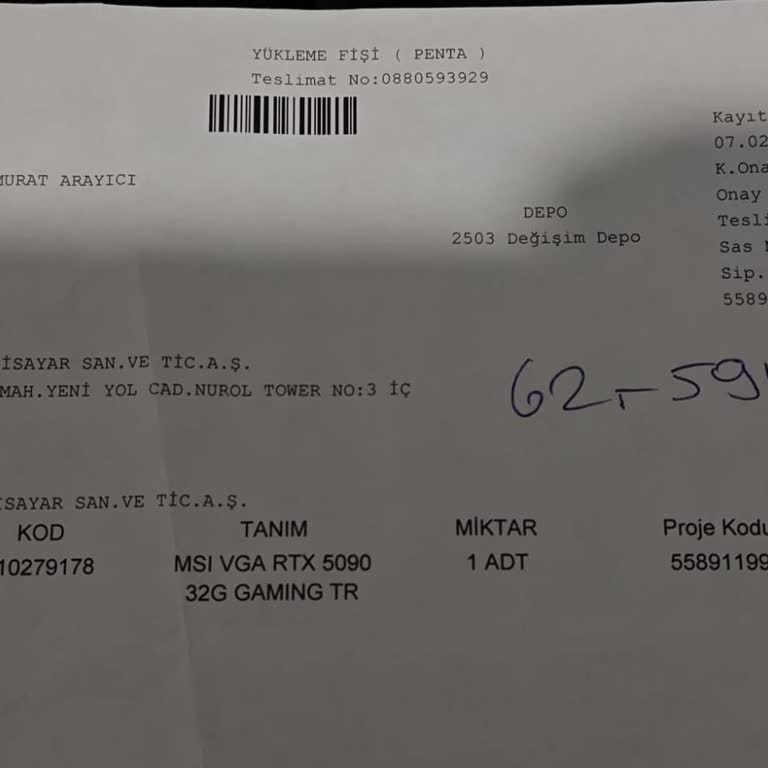 YÜKLEME FİŞİ ( PENTA )
Teslimat No:0880593929
Kayıt
07.02
K.Ona
MURAT ARAYICI
Onay
DEPO
Tesli
2503 Değişim Depo
Sas
Sip.
5589
İSAYAR SAN.VE TİC.A.Ş.
MAH.YENİ YOL CAD.NUROL TOWER NO:3 İÇ
62-59
İSAYAR SAN.VE TİC.A.Ş.
KOD TANIM MİKTAR Proje Kodu
10279178 MSI VGA RTX 5090 1 ADT 55891199
32G GAMING TR